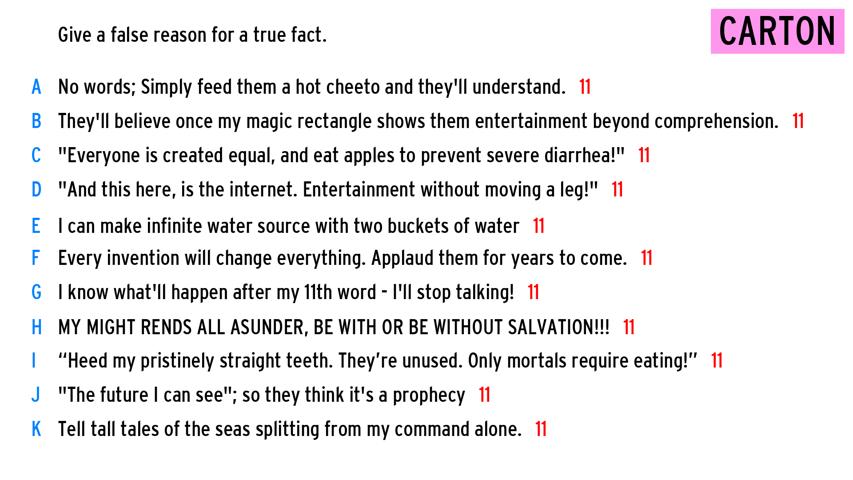 Give a false reason for a true fact.
CARTON
A No words; Simply feed them a hot cheeto and they'll understand. 11
B They'll believe once my magic rectangle shows them entertainment beyond comprehension. 11
C "Everyone is created equal, and eat apples to prevent severe diarrhea!" 11
D "And this here, is the internet. Entertainment without moving a leg!" 11
E I can make infinite water source with two buckets of water 11
F Every invention will change everything. Applaud them for years to come. 11
G I know what'll happen after my 11th word - I'll stop talking! 11
H MY MIGHT RENDS ALL ASUNDER, BE WITH OR BE WITHOUT SALVATION!!! 11
I “Heed my pristinely straight teeth. They’re unused. Only mortals require eating!” 11
J "The future I can see"; so they think it's a prophecy 11
K Tell tall tales of the seas splitting from my command alone. 11